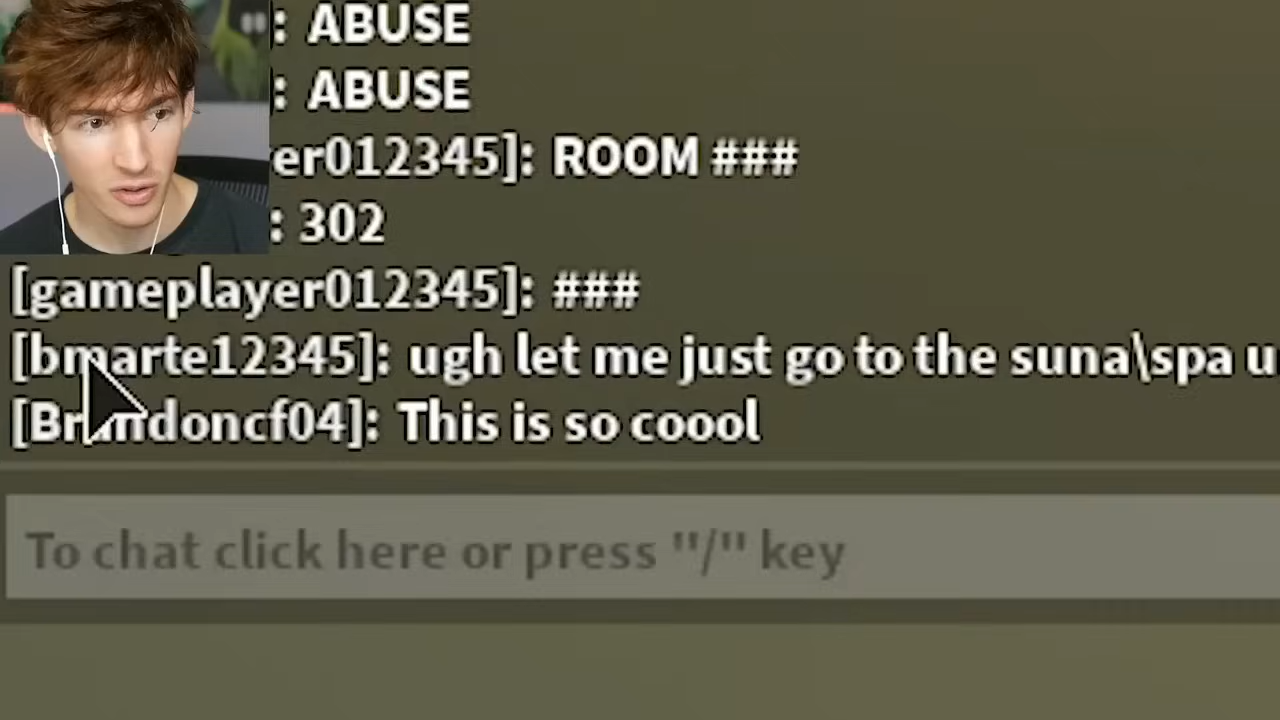 : ABUSE
: ABUSE
er012345]: ROOM ###
: 302
[gameplayer012345]: ###
[bmarte12345]: ugh let me just go to the suna\spa u
[Brandoncf04]: This is so coool
To chat click here or press "/" key